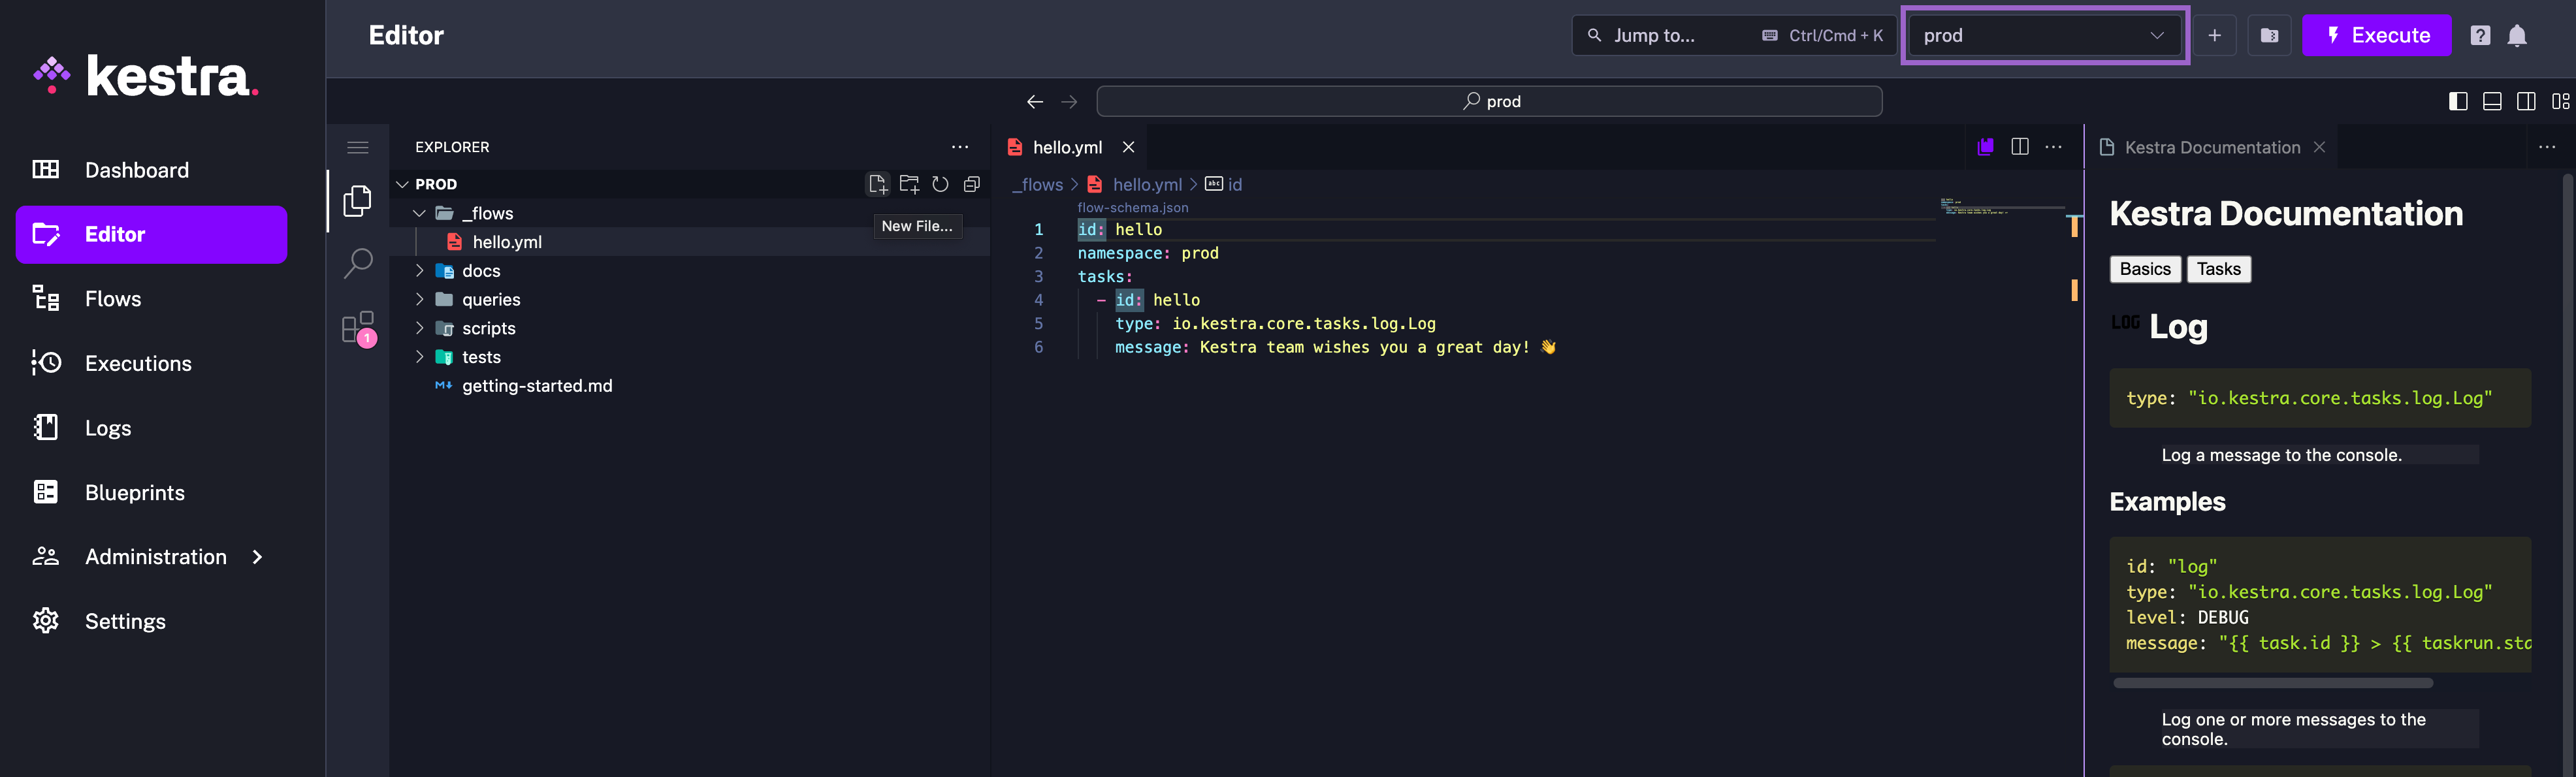 kestra.
Dashboard
Editor
Flows
Executions
Logs
Blueprints
Administration
Settings
Editor
Jump to...
Ctrl/Cmd + K
prod
+
Execute
?
prod
EXPLORER
PROD
New File...
_flows
hello.yml
docs
queries
scripts
tests
getting-started.md
1
hello.yml
_flows > hello.yml > abc id
flow-schema.json
1 id: hello
2 namespace: prod
3 tasks:
4 - id: hello
5 type: io.kestra.core.tasks.log.Log
6 message: Kestra team wishes you a great day! 👋
Kestra Documentation
Kestra Documentation
Basics
Tasks
LOG Log
type: "io.kestra.core.tasks.log.Log"
Log a message to the console.
Examples
id: "log"
type: "io.kestra.core.tasks.log.Log"
level: DEBUG
message: "{{ task.id }} > {{ taskrun.sta
Log one or more messages to the
console.